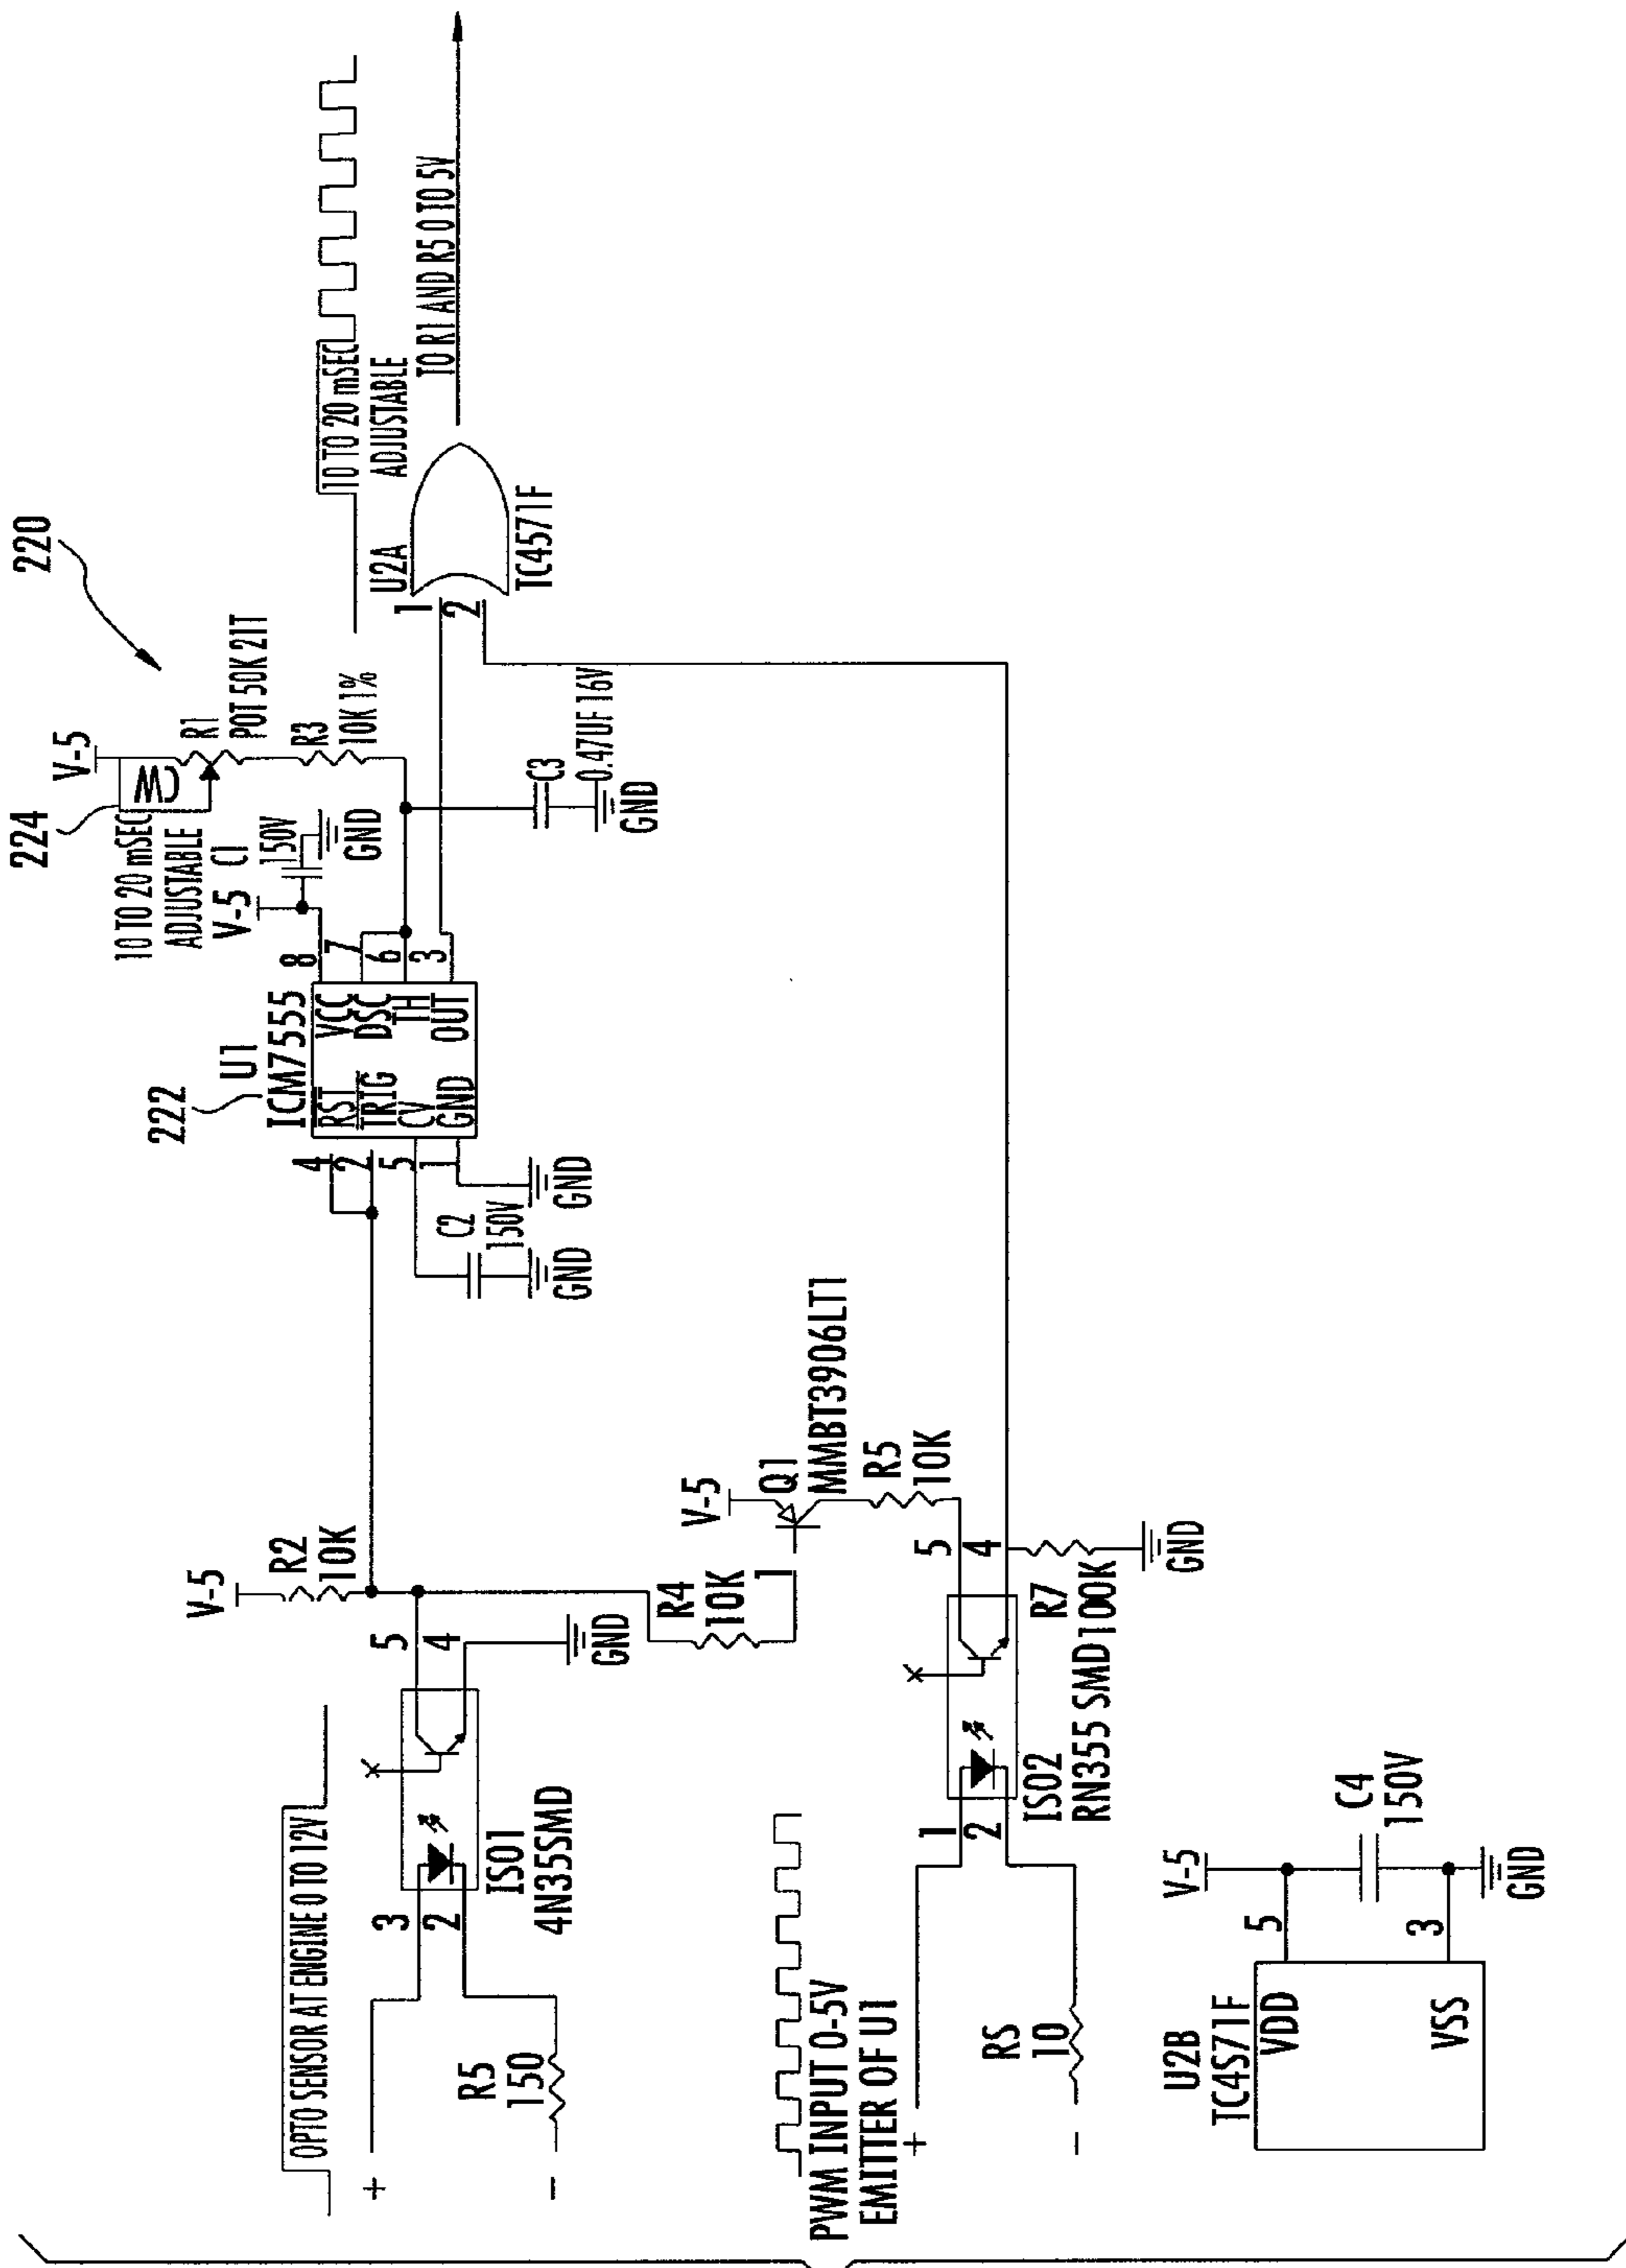 220
224
222
OPTO SENSOR AT ENGINE 0 TO 12V
+
-
R5
150
3
2
ISO1
4N35SMD
5
4
GND
V-5
R2
10K
R4
10K
1
V-5
Q1
MMBT3906LT1
R5
10K
U1
ICM7555
RST
TRIG
CV
GND
VCC
DSC
TH
OUT
4
2
5
1
8
7
6
3
C2
150V
GND
GND
10 TO 20 mSEC
ADJUSTABLE
V-5
C1
150V
GND
V-5
CW
R1
POT 50K 21T
R3
10K 1%
C3
0.47UF 16V
GND
10 TO 20 mSEC
ADJUSTABLE
U2A
1
2
TC4571F
TO R1 AND R5 0 TO 5V
PWM INPUT 0-5V
EMITTER OF U1
+
-
RS
10
1
2
ISO2
RN355 SMD
5
4
R7
100K
GND
U2B
TC4S71F
VDD
VSS
5
3
V-5
C4
150V
GND